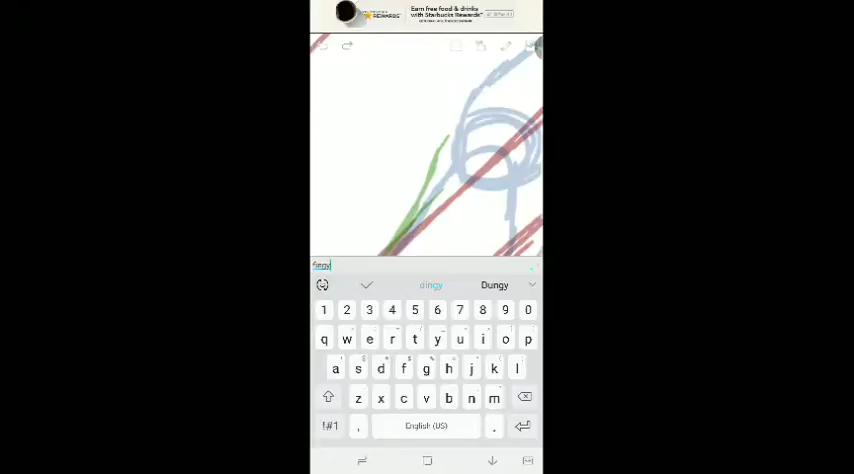 Earn free food & drinks
REWARDS
with Starbucks Rewards™
dingy Dungy
1 2 3 4 5 6 7 8 9 0
q w e r t y u i o p
a s d f g h j k l
z x c v b n m
!#1 , English (US) .